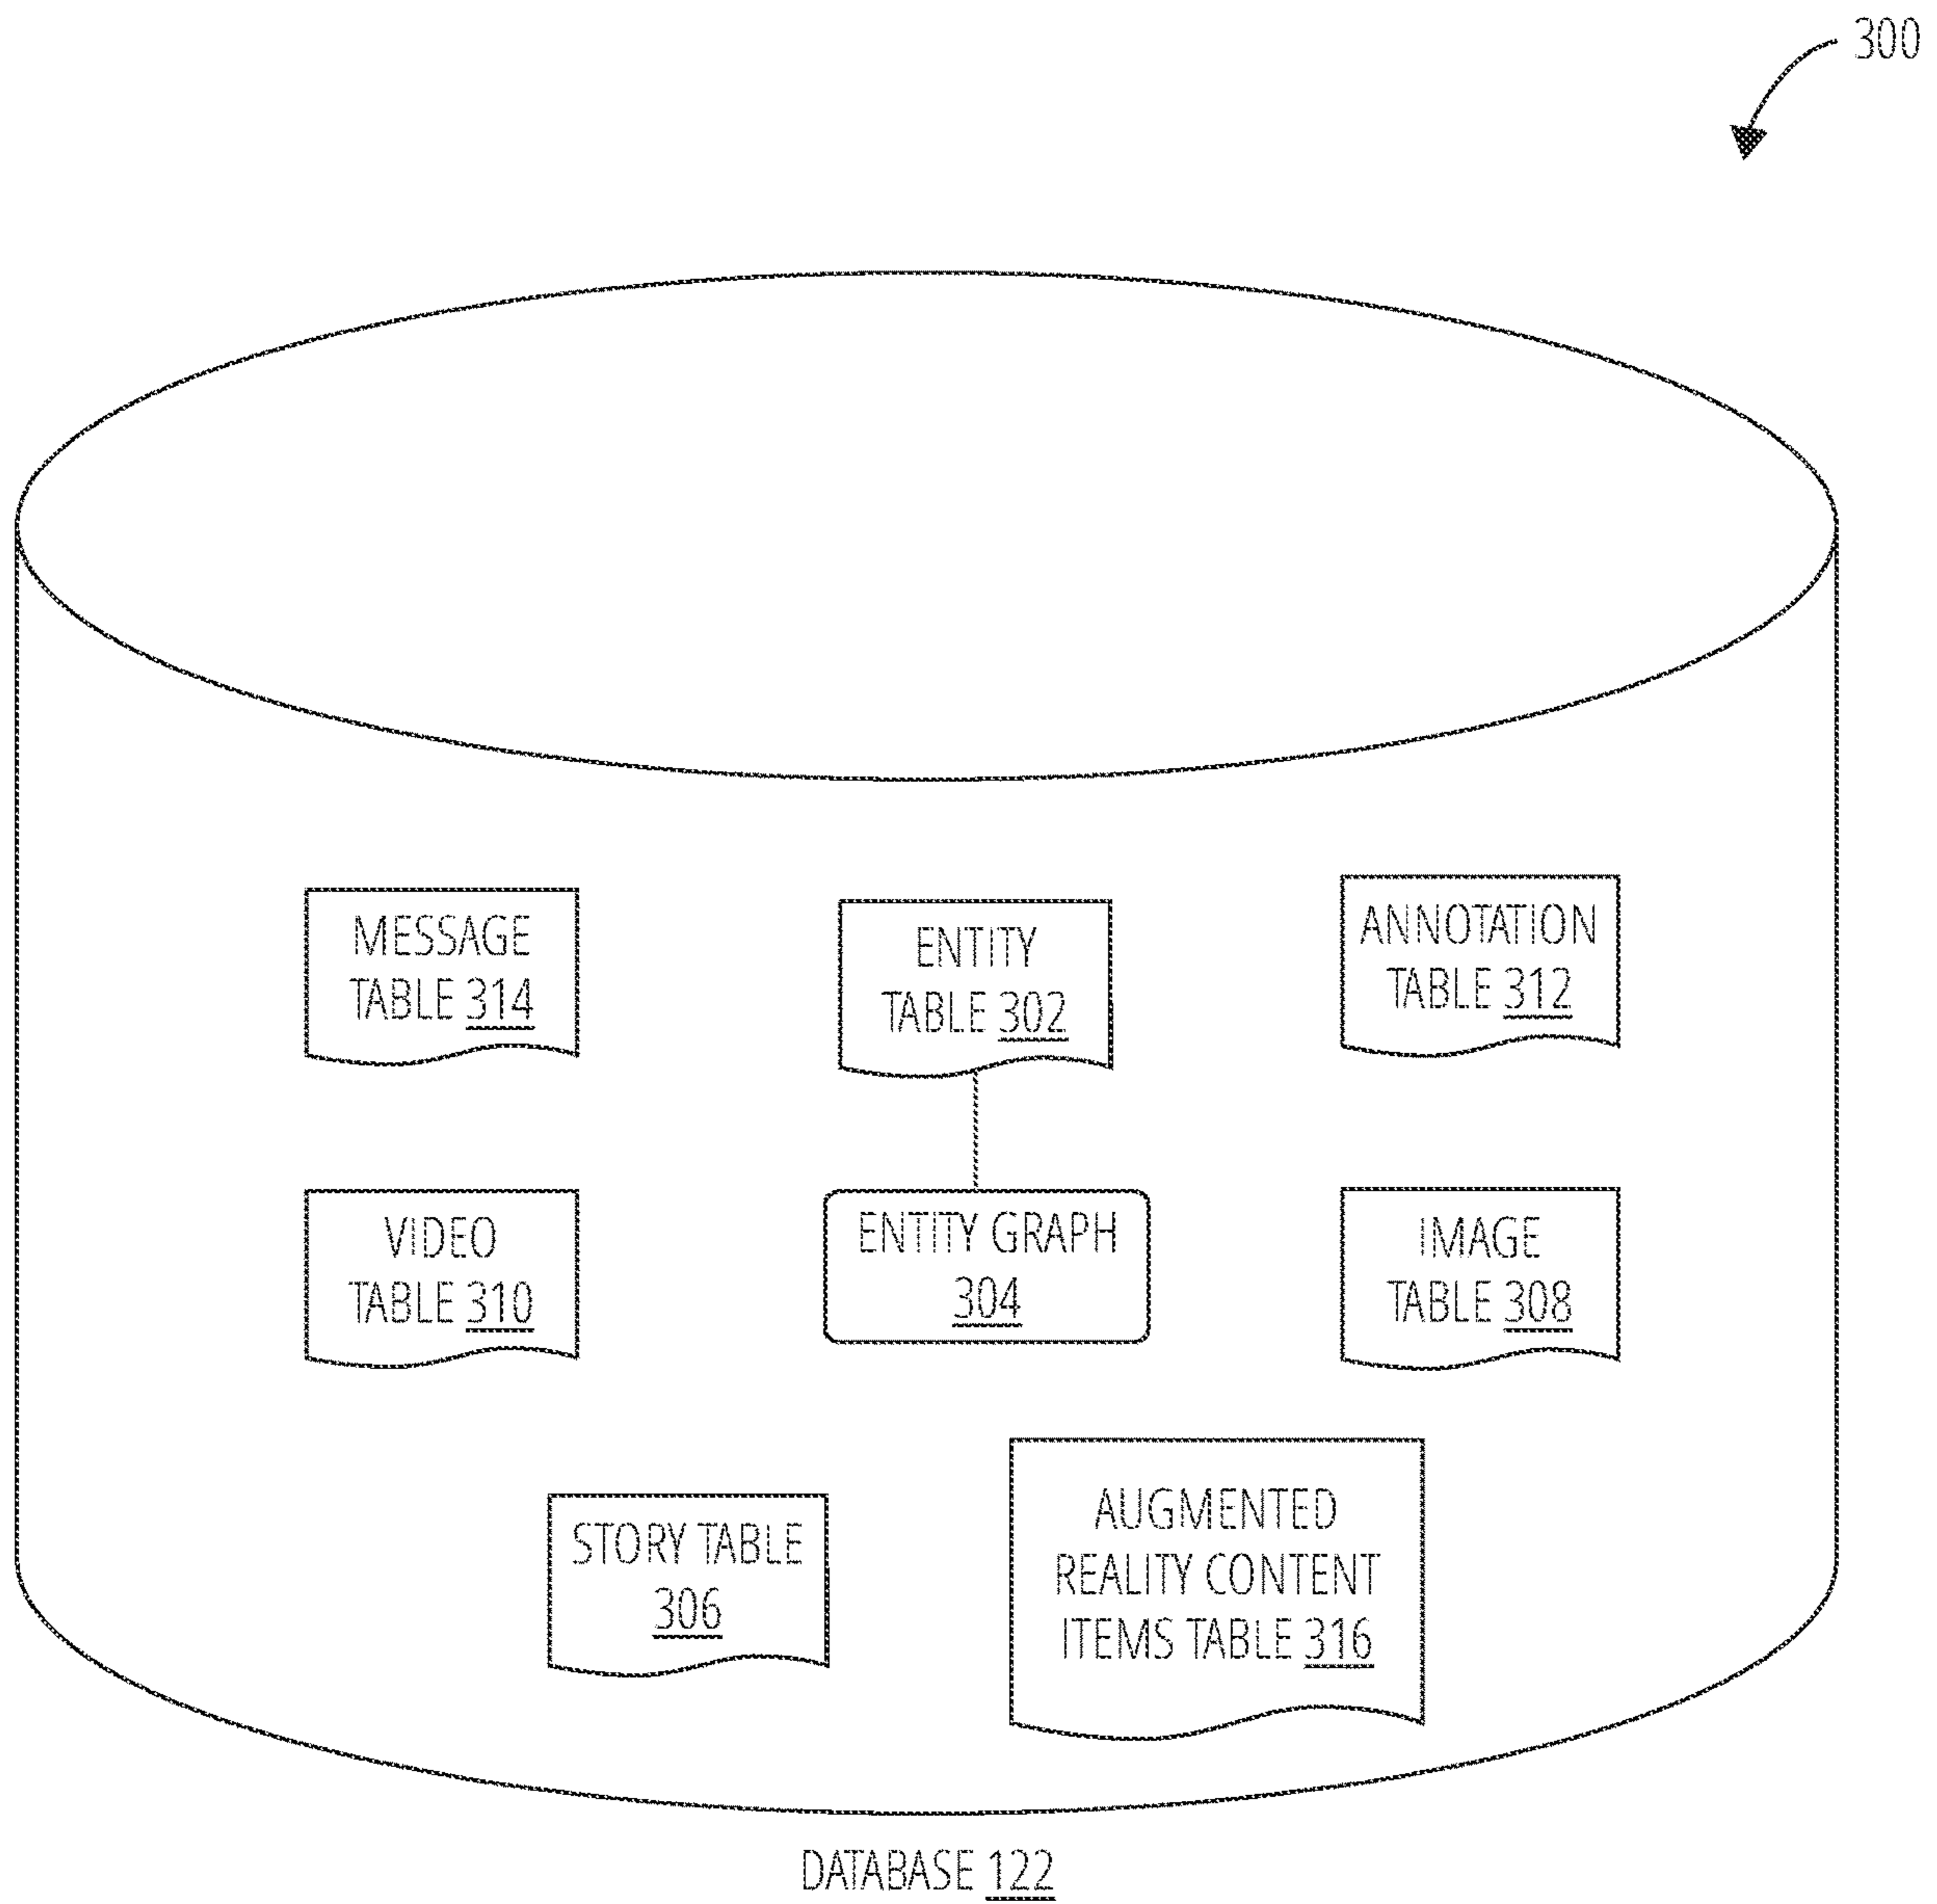 300
MESSAGE
TABLE 314
ENTITY
TABLE 302
ANNOTATION
TABLE 312
VIDEO
TABLE 310
ENTITY GRAPH
304
IMAGE
TABLE 308
STORY TABLE
306
AUGMENTED
REALITY CONTENT
ITEMS TABLE 316
DATABASE 122